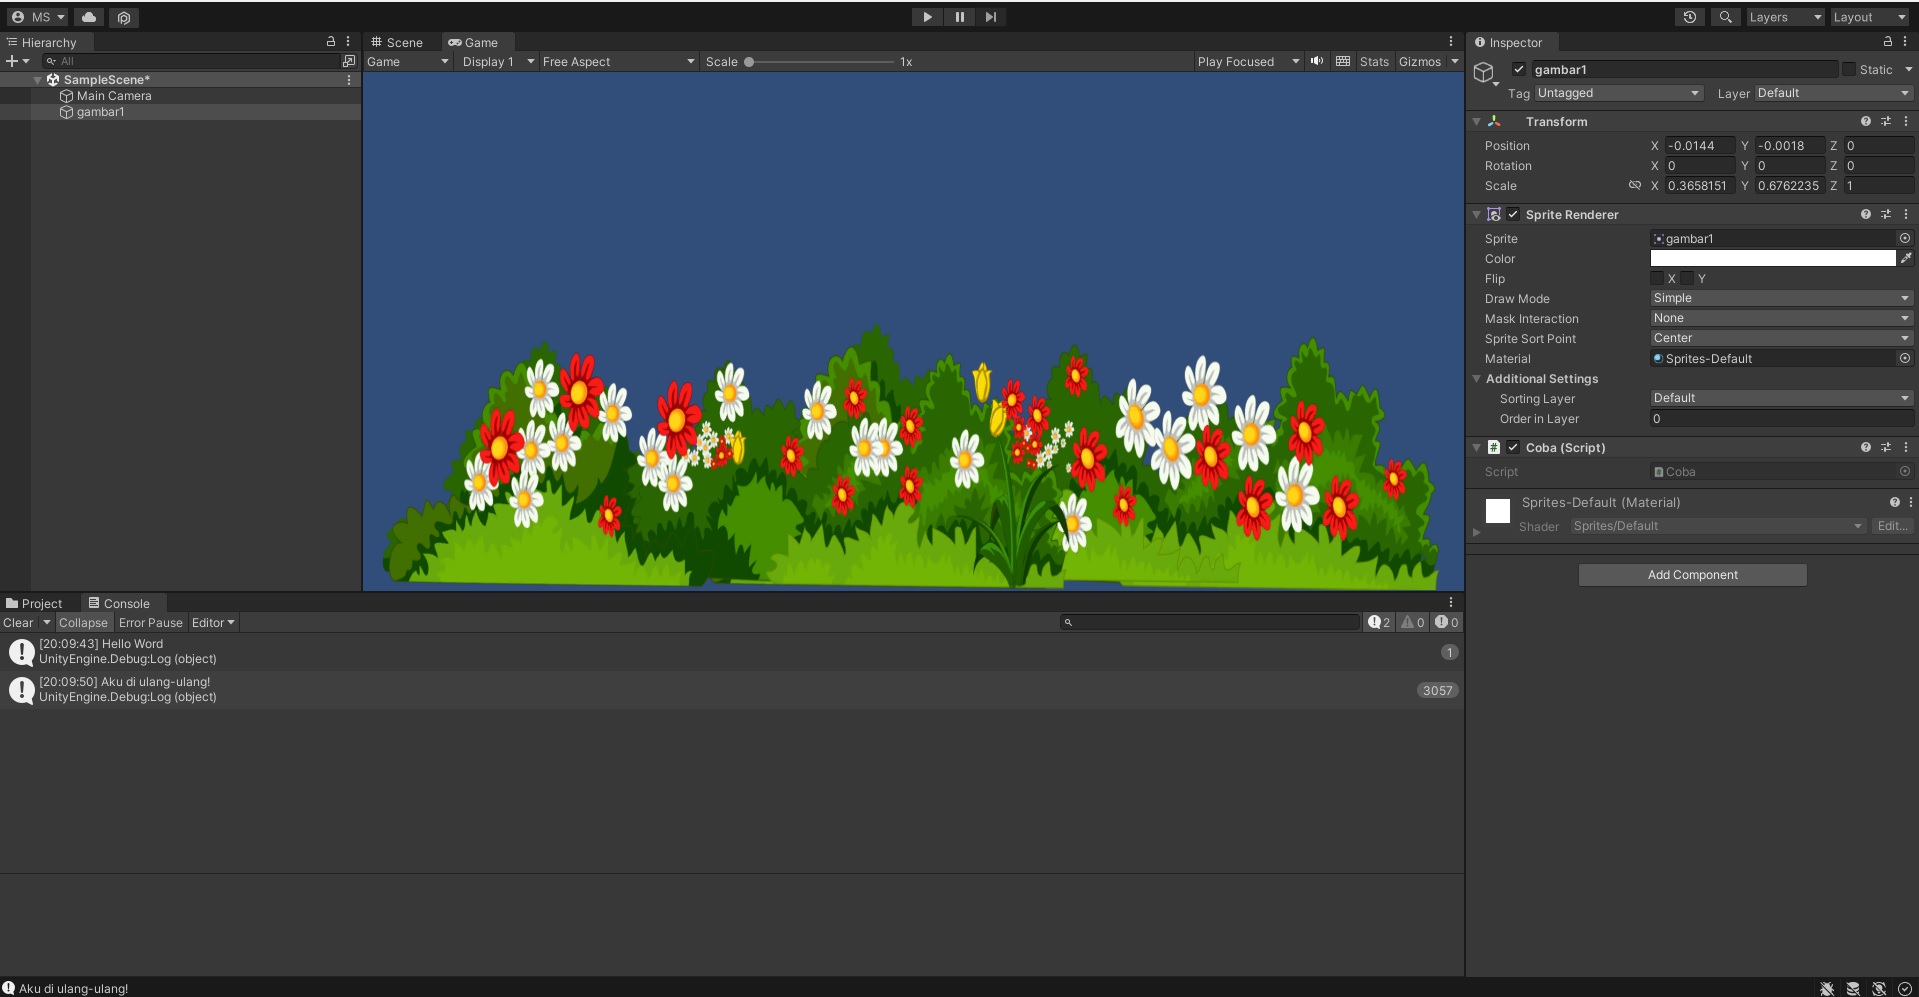 MS
Layers
Layout
Hierarchy
Scene
Game
Inspector
All
Game
Display 1
Free Aspect
Scale
1x
Play Focused
Stats
Gizmos
SampleScene*
Main Camera
gambar1
gambar1
Static
Tag Untagged
Layer Default
Transform
Position X -0.0144 Y -0.0018 Z 0
Rotation X 0 Y 0 Z 0
Scale X 0.3658151 Y 0.6762235 Z 1
Sprite Renderer
Sprite gambar1
Color
Flip X Y
Draw Mode Simple
Mask Interaction None
Sprite Sort Point Center
Material Sprites-Default
Additional Settings
Sorting Layer Default
Order in Layer 0
Coba (Script)
Script Coba
Sprites-Default (Material)
Shader Sprites/Default Edit...
Add Component
Project
Console
Clear
Collapse
Error Pause
Editor
2
0
0
[20:09:43] Hello Word
UnityEngine.Debug:Log (object)
1
[20:09:50] Aku di ulang-ulang!
UnityEngine.Debug:Log (object)
3057
Aku di ulang-ulang!